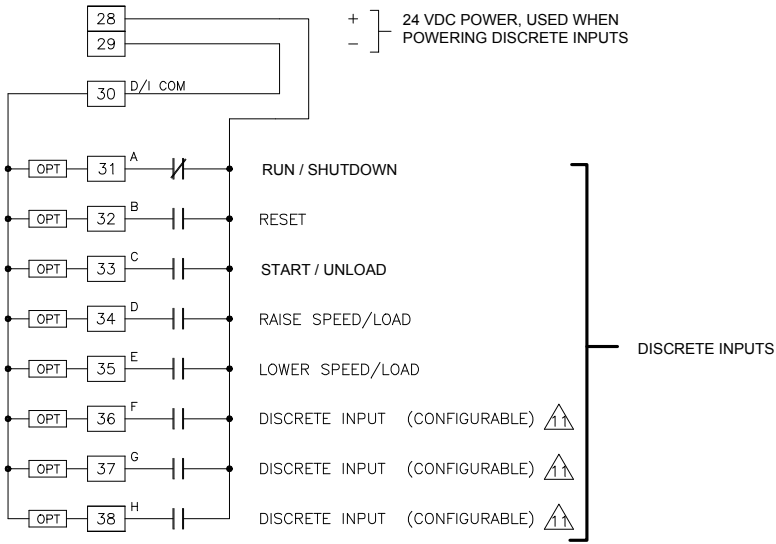 28 + 24 VDC POWER, USED WHEN
29 − POWERING DISCRETE INPUTS
30 D/I COM
OPT 31 A RUN / SHUTDOWN
OPT 32 B RESET
OPT 33 C START / UNLOAD
OPT 34 D RAISE SPEED/LOAD
OPT 35 E LOWER SPEED/LOAD
OPT 36 F DISCRETE INPUT (CONFIGURABLE) 11
OPT 37 G DISCRETE INPUT (CONFIGURABLE) 11
OPT 38 H DISCRETE INPUT (CONFIGURABLE) 11
DISCRETE INPUTS